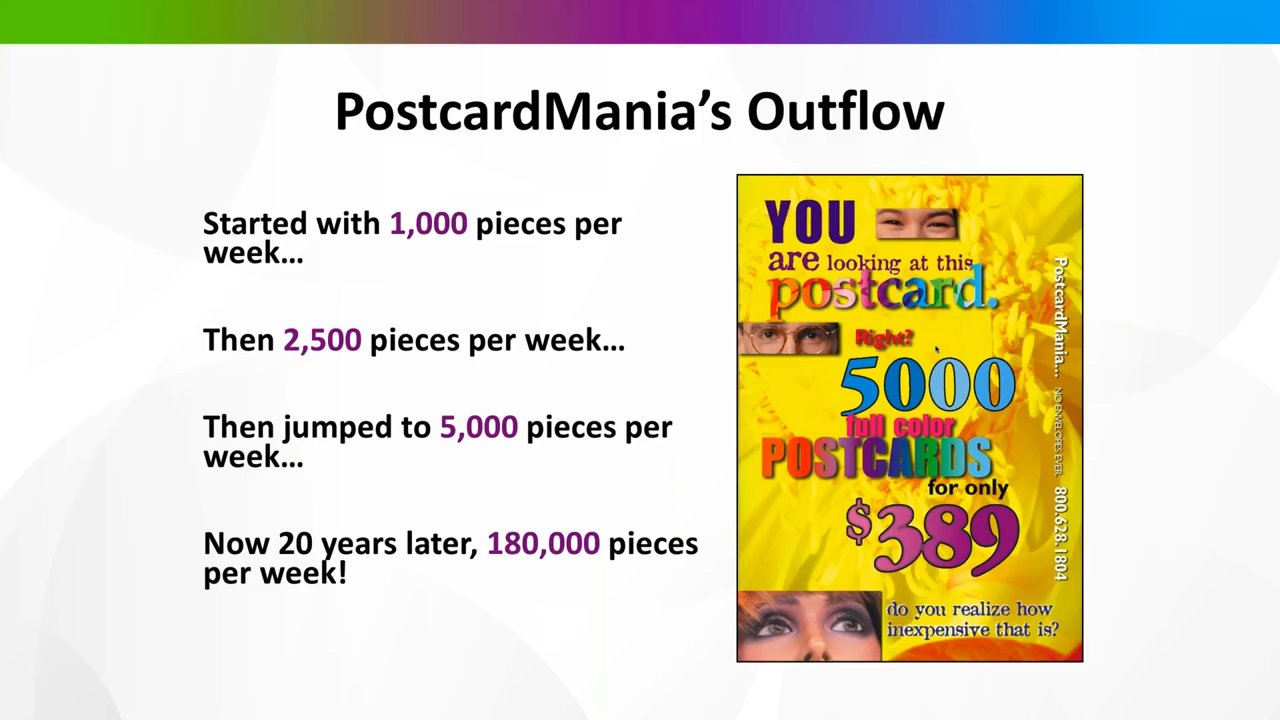 PostcardMania’s Outflow
Started with 1,000 pieces per
week…
Then 2,500 pieces per week…
Then jumped to 5,000 pieces per
week…
Now 20 years later, 180,000 pieces
per week!
YOU
are looking at this
postcard.
Right?
5000
full color
POSTCARDS
for only
$389
do you realize how
inexpensive that is?
PostcardMania... NO ENVELOPES EVER. 800.628.1804